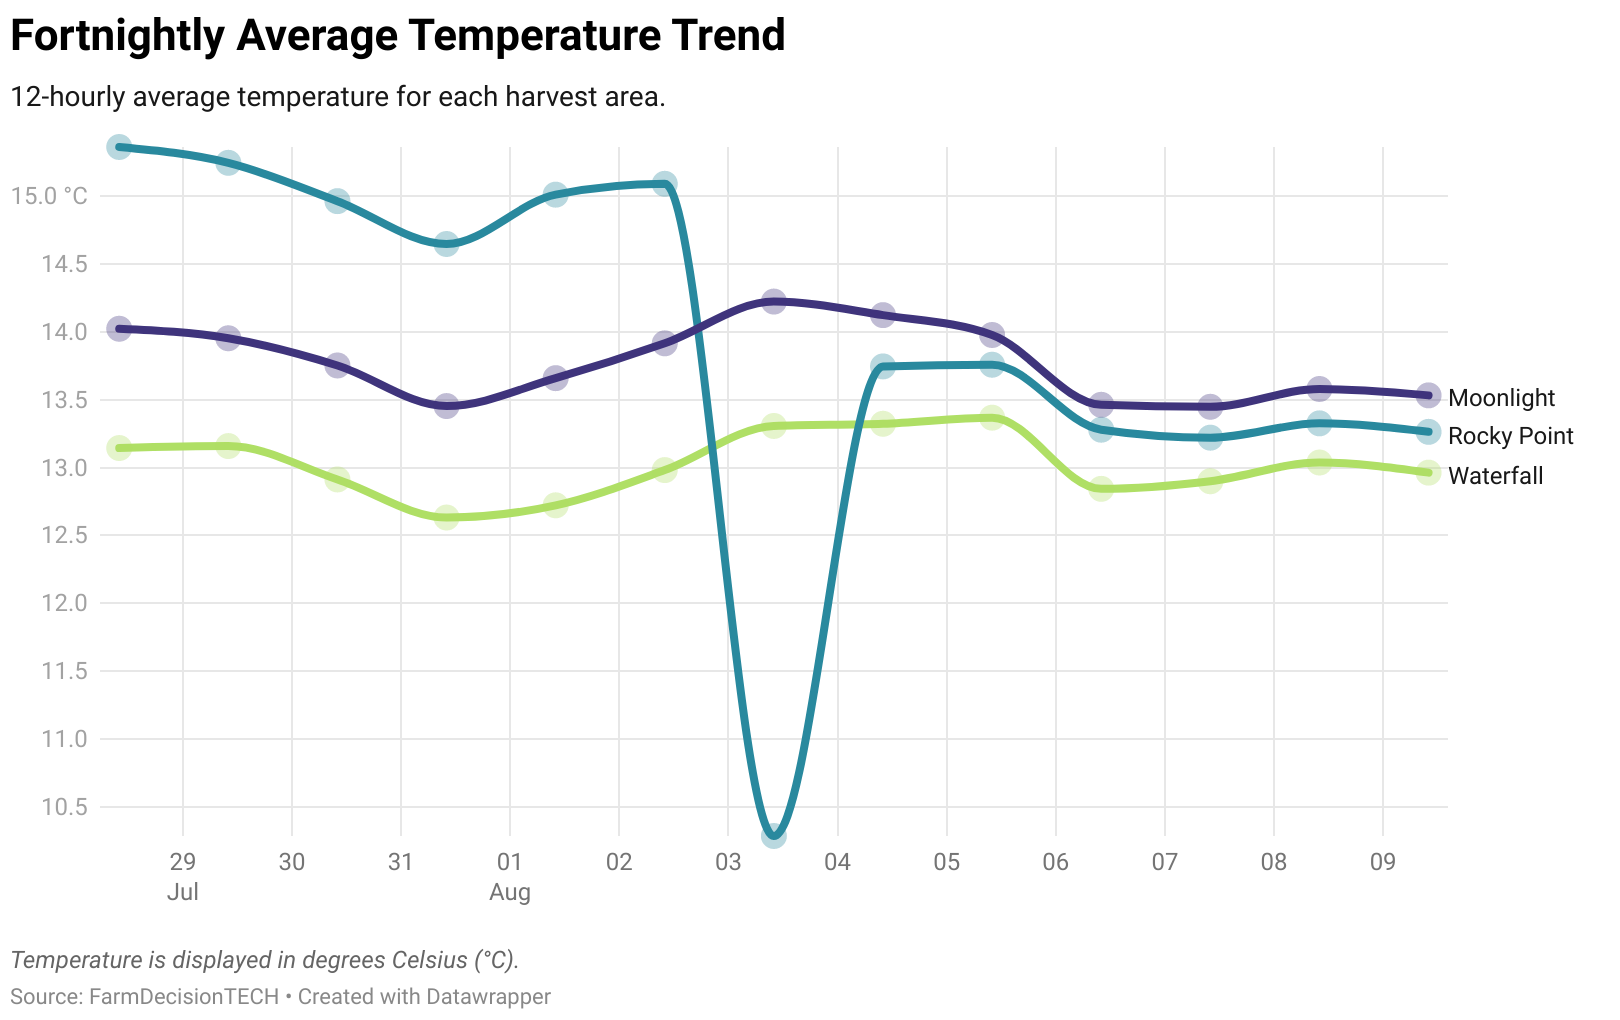 Fortnightly Average Temperature Trend
12-hourly average temperature for each harvest area.
15.0 °C
14.5
14.0
13.5
13.0
12.5
12.0
11.5
11.0
10.5
Moonlight
Rocky Point
Waterfall
29 30 31 01 02 03 04 05 06 07 08 09
Jul Aug
Temperature is displayed in degrees Celsius (°C).
Source: FarmDecisionTECH • Created with Datawrapper